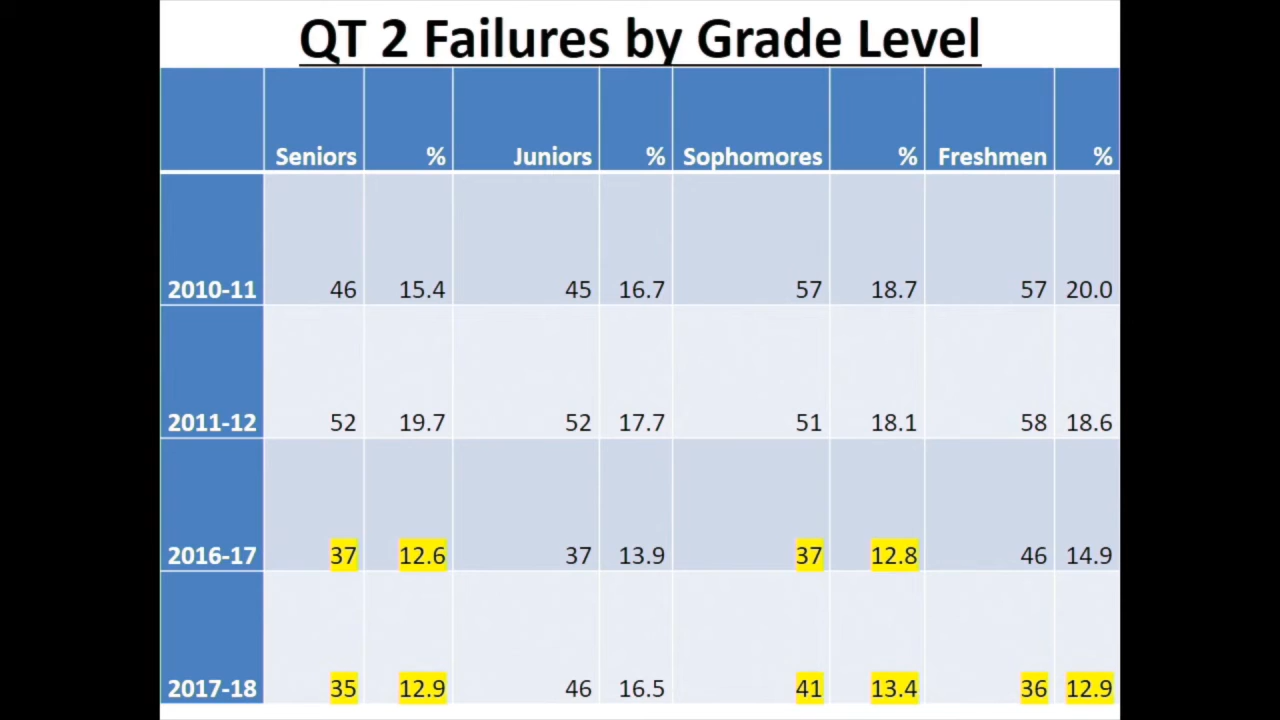 QT 2 Failures by Grade Level
Seniors % Juniors % Sophomores % Freshmen %
2010-11 46 15.4 45 16.7 57 18.7 57 20.0
2011-12 52 19.7 52 17.7 51 18.1 58 18.6
2016-17 37 12.6 37 13.9 37 12.8 46 14.9
2017-18 35 12.9 46 16.5 41 13.4 36 12.9